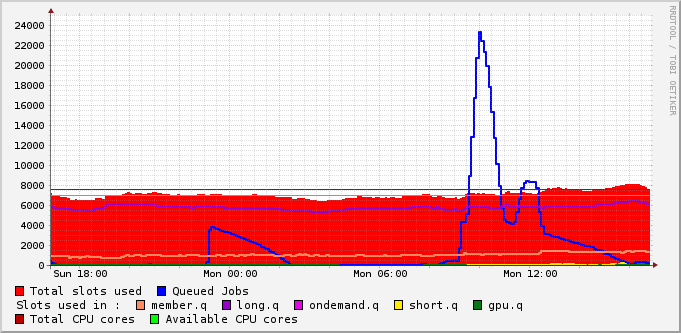 RRDTOOL / TOBI OETIKER
24000
22000
20000
18000
16000
14000
12000
10000
8000
6000
4000
2000
0
Sun 18:00 Mon 00:00 Mon 06:00 Mon 12:00
Total slots used Queued Jobs
Slots used in : member.q long.q ondemand.q short.q gpu.q
Total CPU cores Available CPU cores